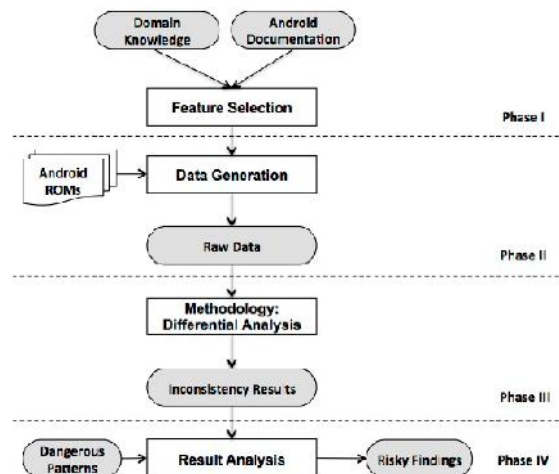 Domain
Knowledge
Android
Documentation
Feature Selection
Phase I
Android
ROMs
Data Generation
Raw Data
Phase II
Methodology:
Differential Analysis
Inconsistency Results
Phase III
Dangerous
Patterns
Result Analysis
Risky Findings
Phase IV